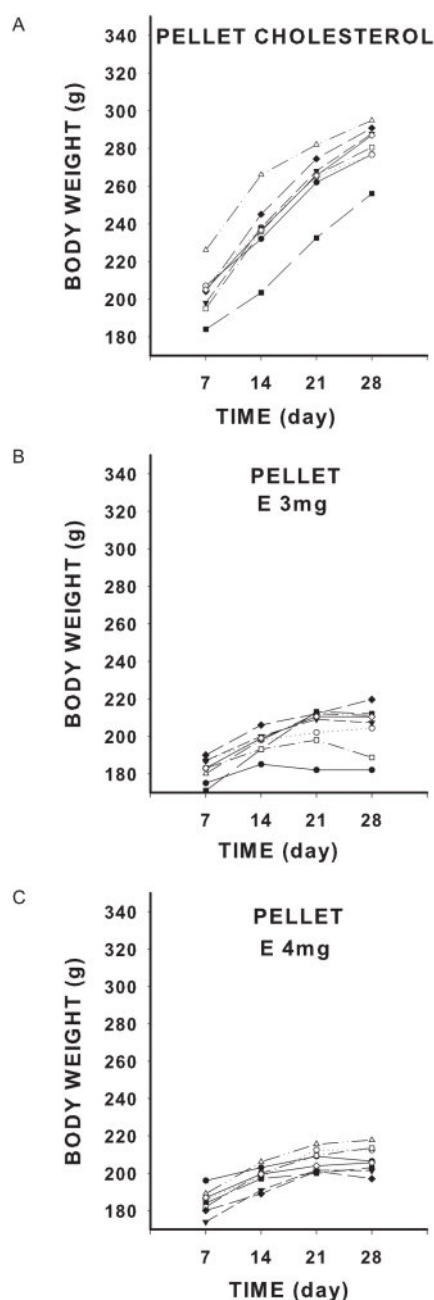 A
PELLET CHOLESTEROL
BODY WEIGHT (g)
340
320
300
280
260
240
220
200
180
7 14 21 28
TIME (day)
B
PELLET
E 3mg
BODY WEIGHT (g)
340
320
300
280
260
240
220
200
180
7 14 21 28
TIME (day)
C
PELLET
E 4mg
BODY WEIGHT (g)
340
320
300
280
260
240
220
200
180
7 14 21 28
TIME (day)